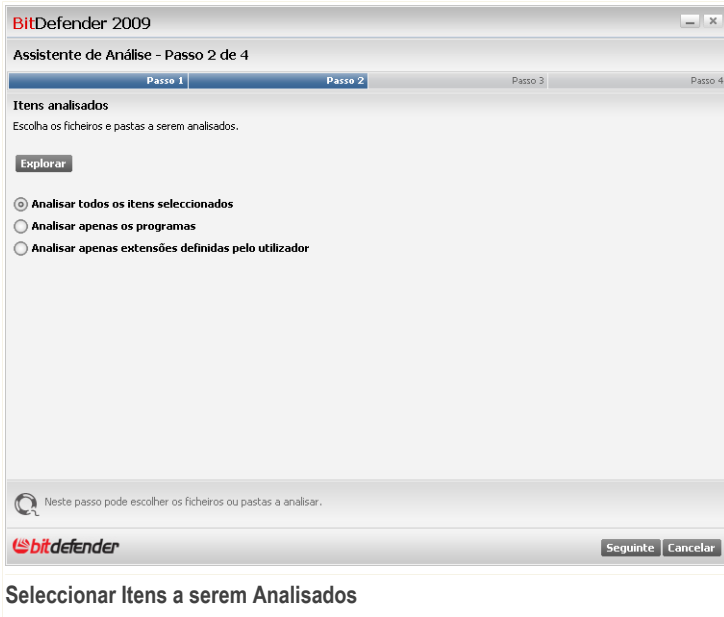 BitDefender 2009
Assistente de Análise - Passo 2 de 4
Passo 1 Passo 2 Passo 3 Passo 4
Itens analisados
Escolha os ficheiros e pastas a serem analisados.
Explorar
Analisar todos os itens seleccionados
Analisar apenas os programas
Analisar apenas extensões definidas pelo utilizador
Neste passo pode escolher os ficheiros ou pastas a analisar.
bitdefender
Seguinte Cancelar
Seleccionar Itens a serem Analisados